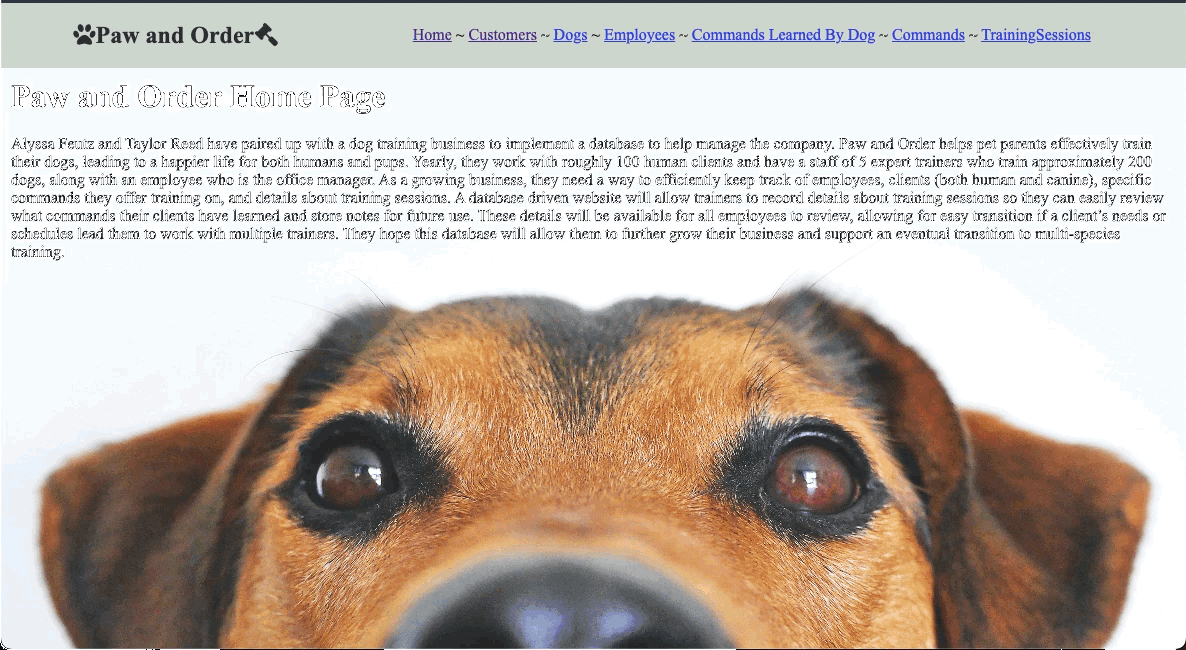 Paw and Order
Home ~ Customers ~ Dogs ~ Employees ~ Commands Learned By Dog ~ Commands ~ TrainingSessions
Paw and Order Home Page
Alyssa Feutz and Taylor Reed have paired up with a dog training business to implement a database to help manage the company. Paw and Order helps pet parents effectively train
their dogs, leading to a happier life for both humans and pups. Yearly, they work with roughly 100 human clients and have a staff of 5 expert trainers who train approximately 200
dogs, along with an employee who is the office manager. As a growing business, they need a way to efficiently keep track of employees, clients (both human and canine), specific
commands they offer training on, and details about training sessions. A database driven website will allow trainers to record details about training sessions so they can easily review
what commands their clients have learned and store notes for future use. These details will be available for all employees to review, allowing for easy transition if a client's needs or
schedules lead them to work with multiple trainers. They hope this database will allow them to further grow their business and support an eventual transition to multi-species
training.